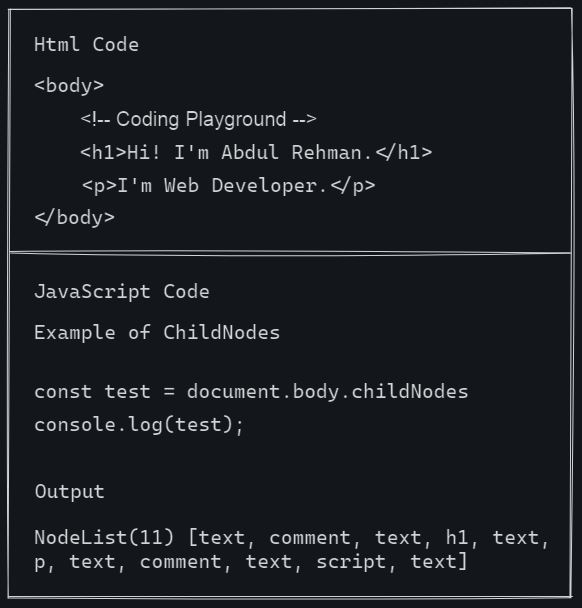 Html Code
<body>
<!-- Coding Playground -->
<h1>Hi! I'm Abdul Rehman.</h1>
<p>I'm Web Developer.</p>
</body>
JavaScript Code
Example of ChildNodes
const test = document.body.childNodes
console.log(test);
Output
NodeList(11) [text, comment, text, h1, text,
p, text, comment, text, script, text]